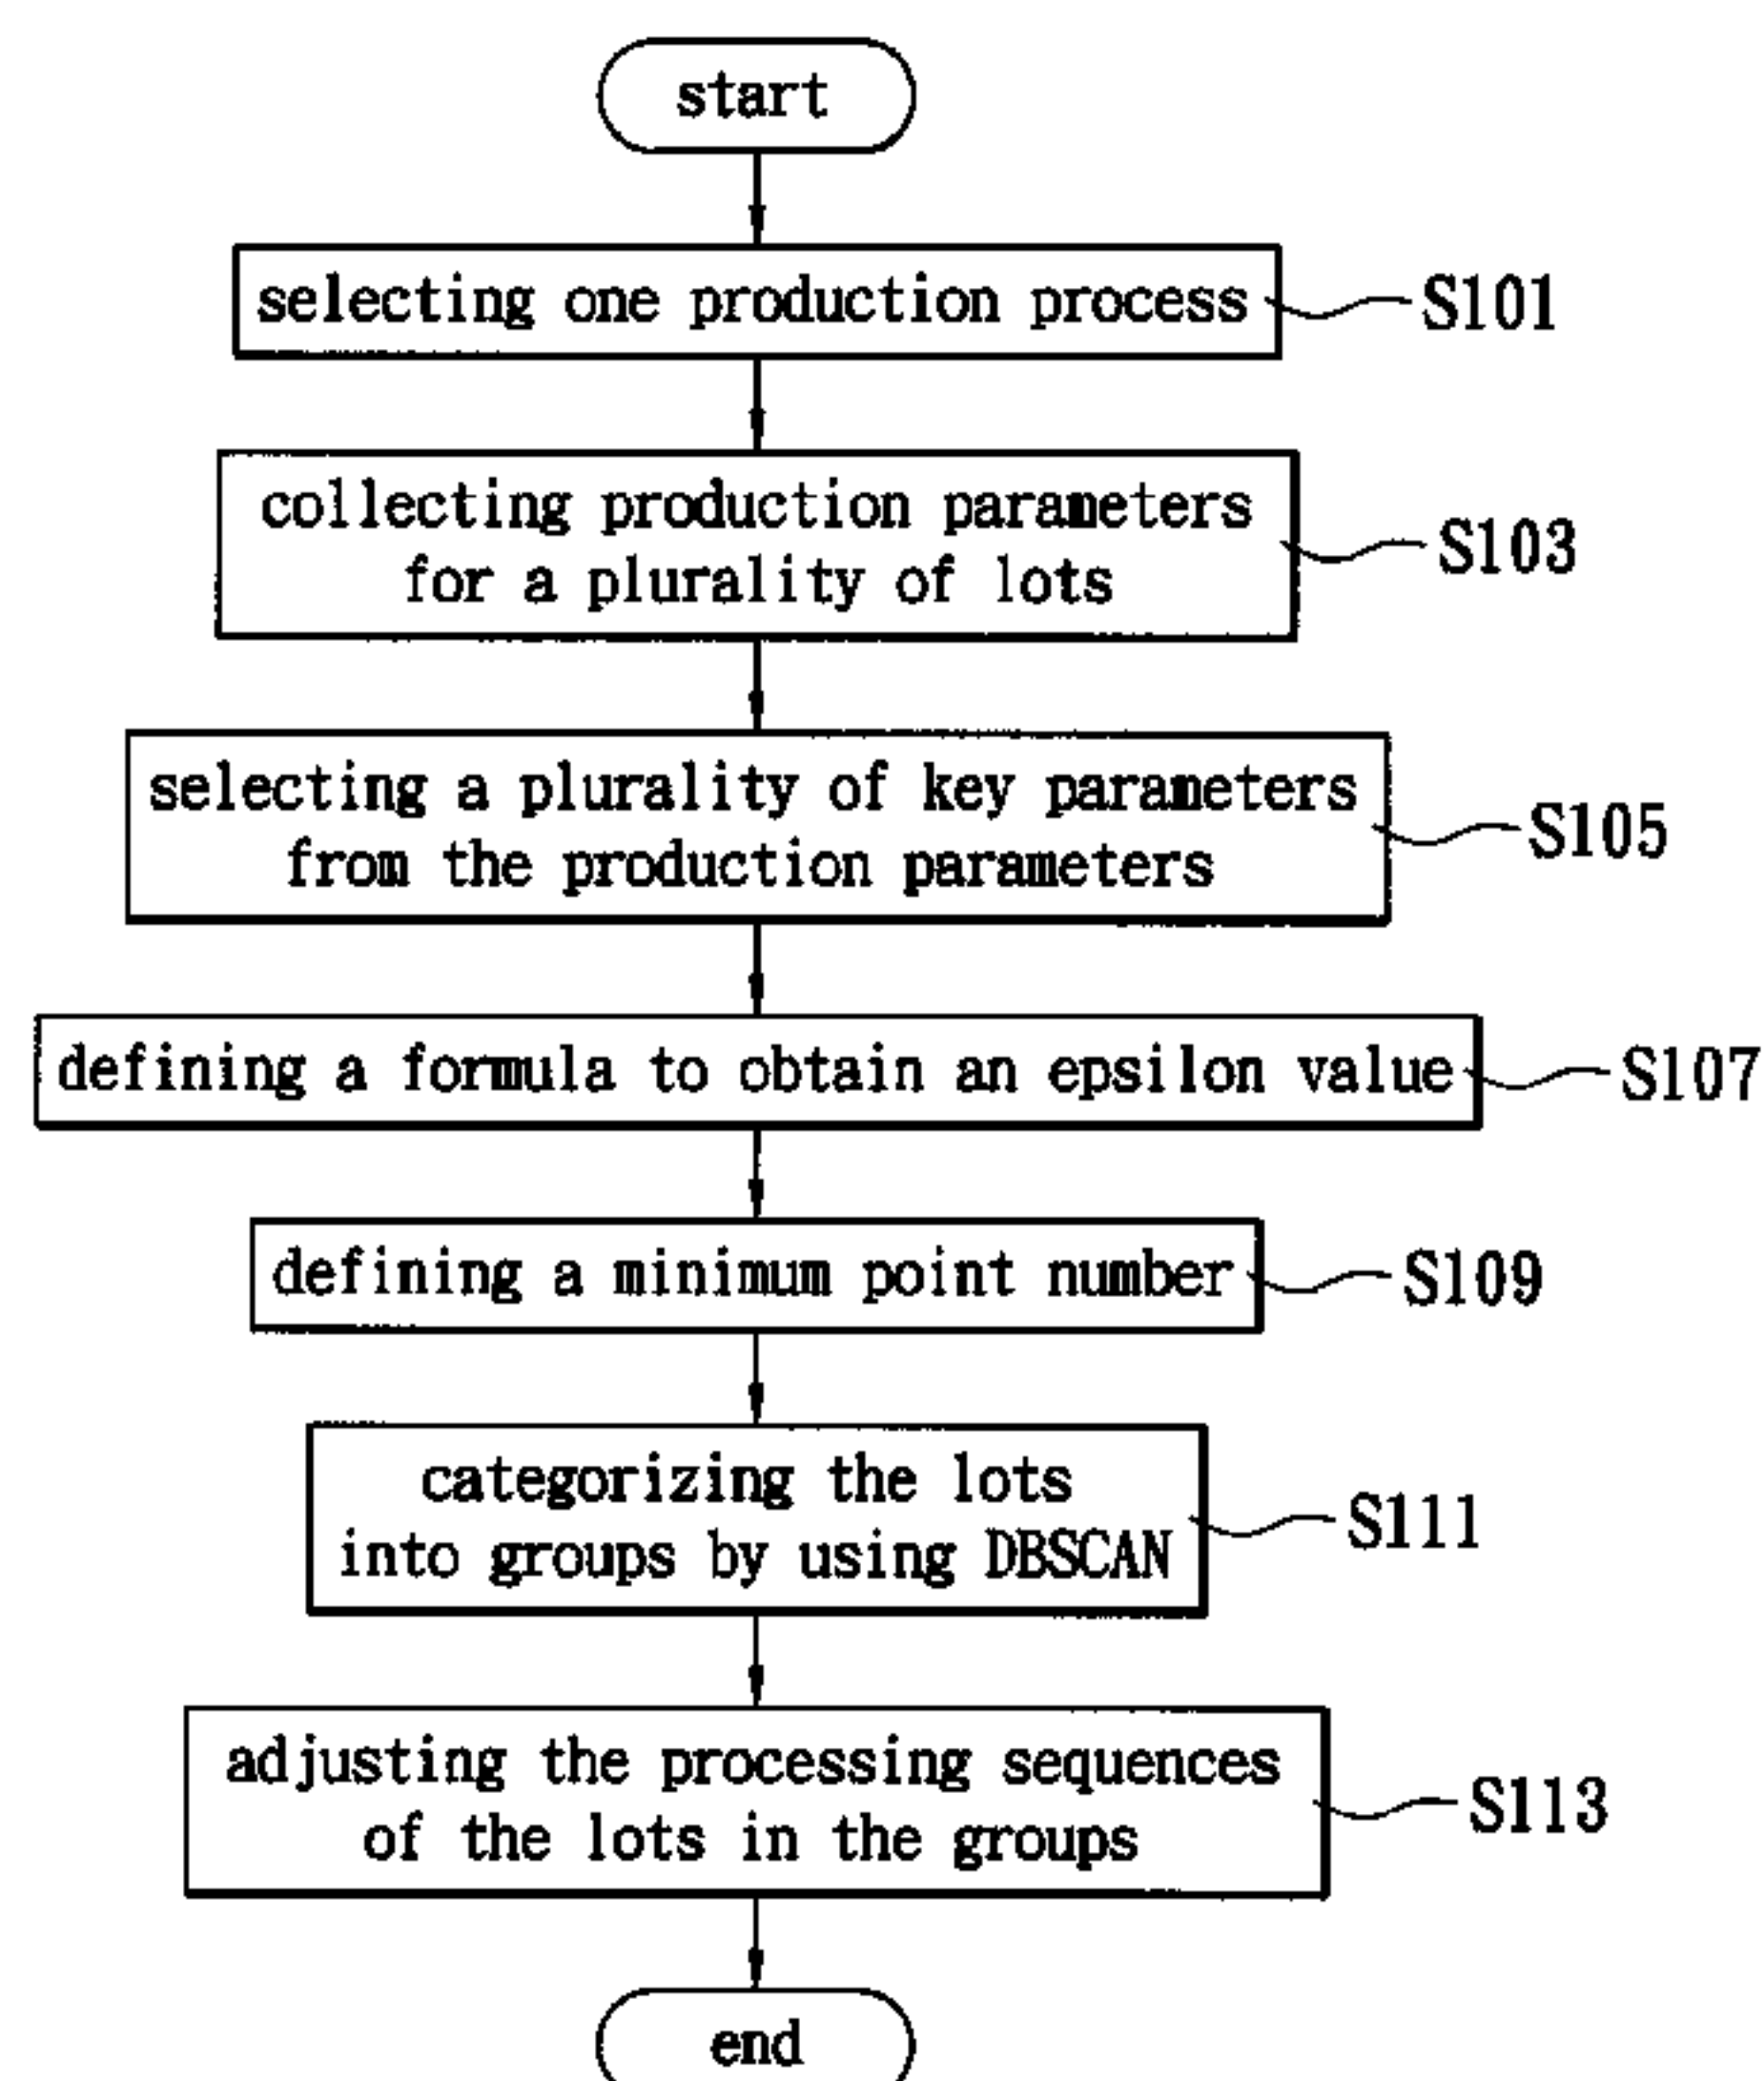 start
selecting one production process
S101
collecting production parameters
for a plurality of lots
S103
selecting a plurality of key parameters
from the production parameters
S105
defining a formula to obtain an epsilon value
S107
defining a minimum point number
S109
categorizing the lots
into groups by using DBSCAN
S111
adjusting the processing sequences
of the lots in the groups
S113
end